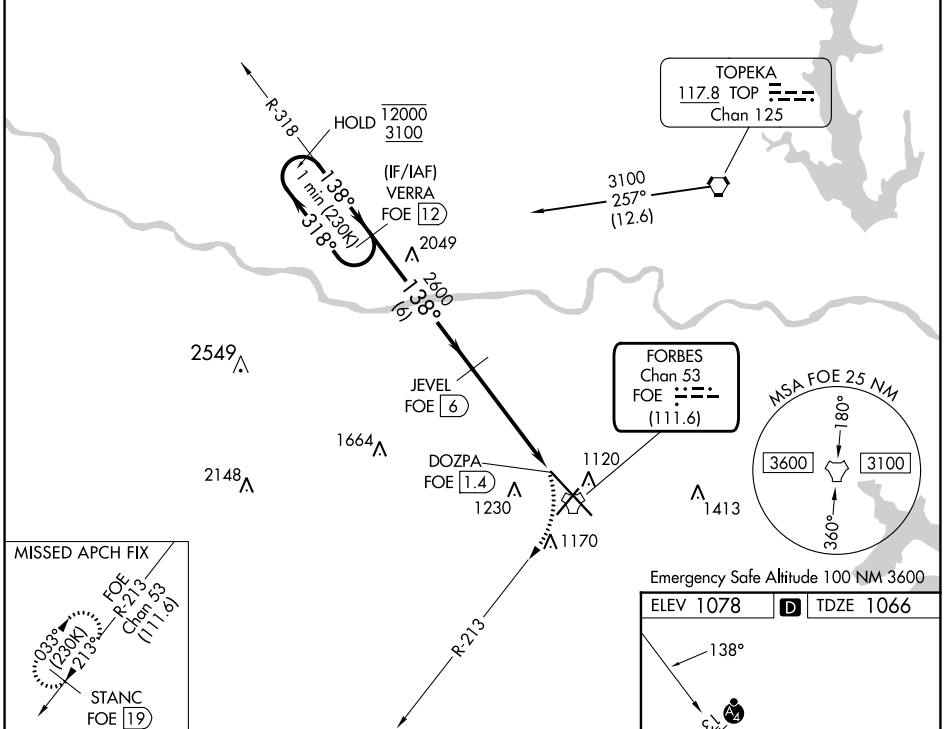 TOPEKA
117.8 TOP
Chan 125
R-318
HOLD 12000
3100
1 min (230K)
138°
318°
(IF/IAF)
VERRA
FOE 12
3100
257°
(12.6)
2049
2600
138°
(6)
2549
JEVEL
FOE 6
FORBES
Chan 53
FOE
(111.6)
MSA FOE 25 NM
180°
3600
3100
360°
1664
2148
DOZPA
FOE 1.4
1230
1120
1413
1170
R-213
MISSED APCH FIX
FOE
R-213
Chan 53
(111.6)
033°
(230K)
213°
STANC
FOE 19
Emergency Safe Altitude 100 NM 3600
ELEV 1078 D TDZE 1066
138°
A4